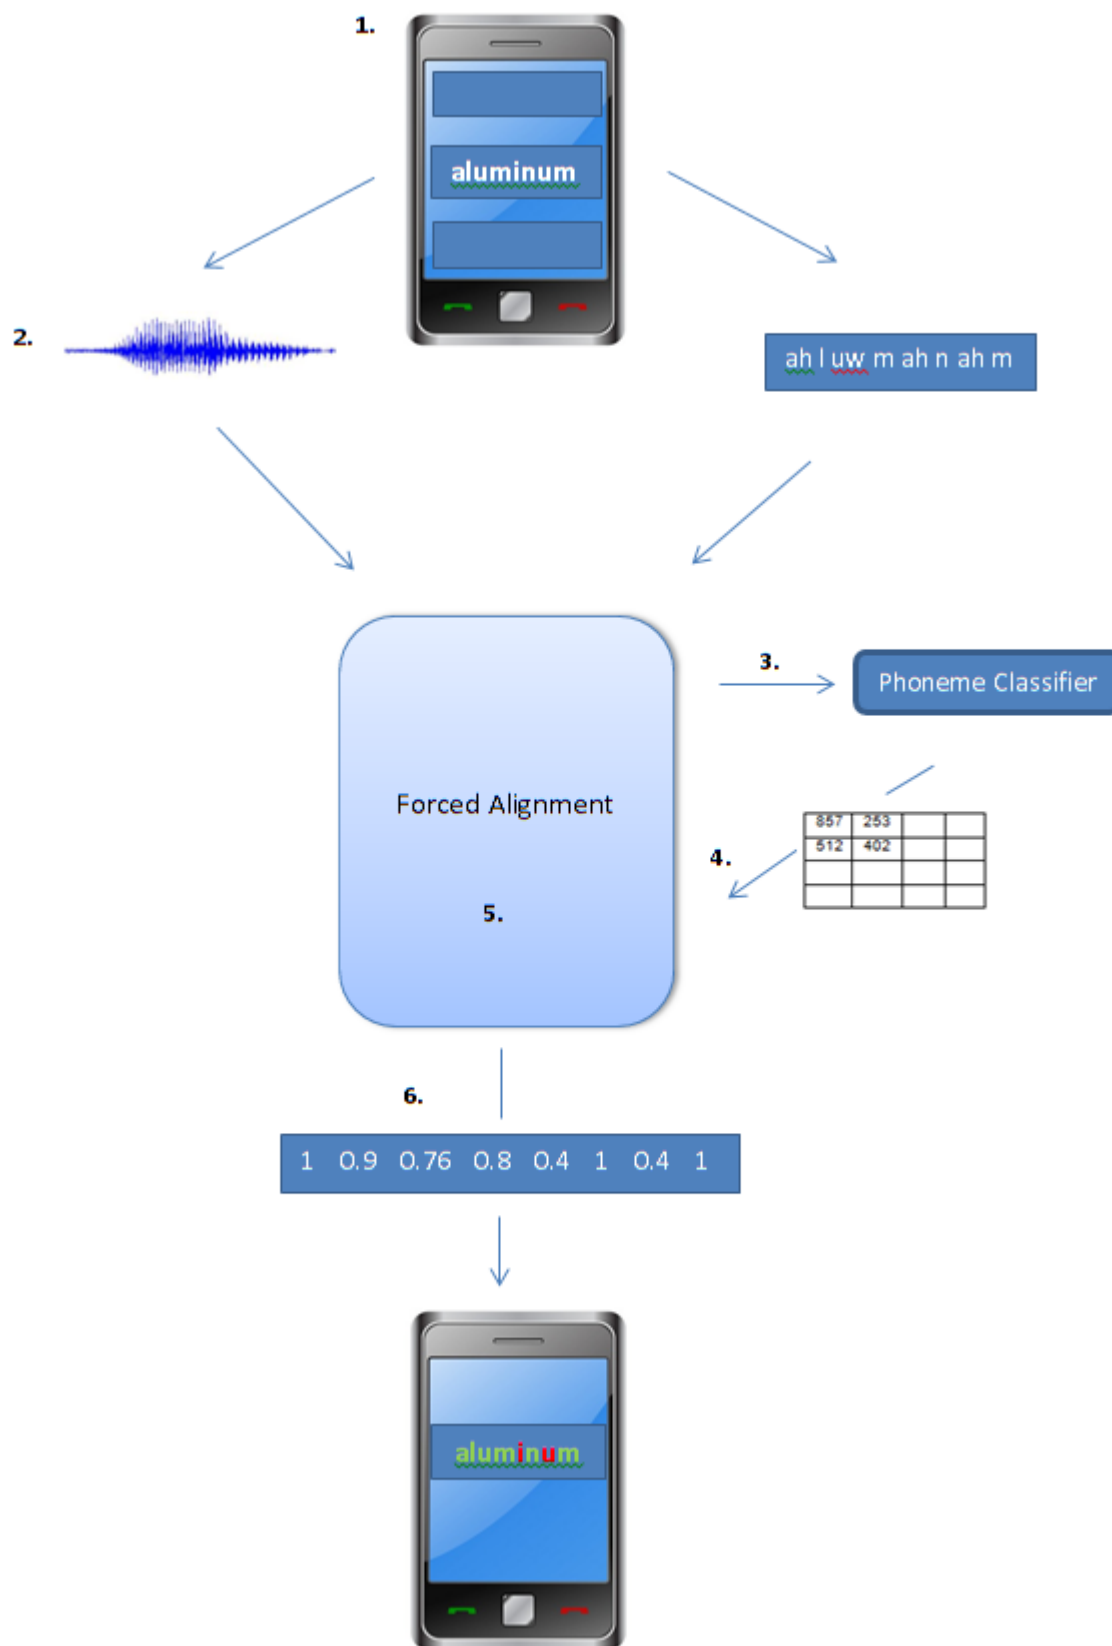 1.
aluminum
2.
ah l uw m ah n ah m
3.
Phoneme Classifier
Forced Alignment
857 253
512 402
4.
5.
6.
1 0.9 0.76 0.8 0.4 1 0.4 1
aluminum